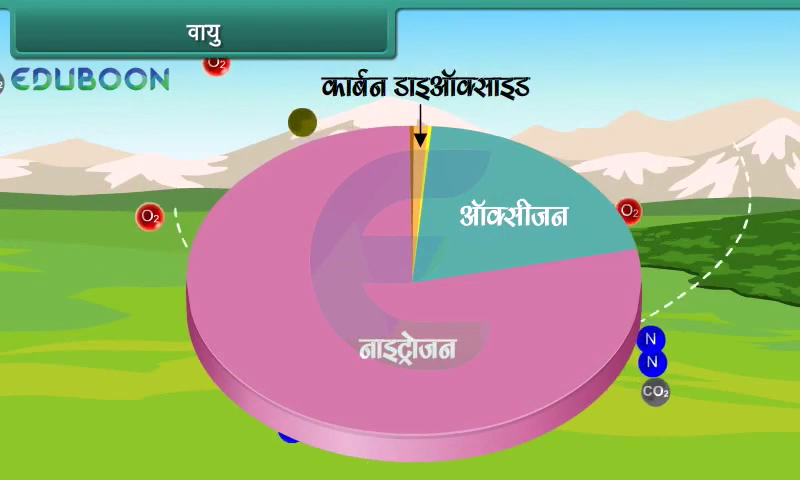 वायु
O₂
EDUBOON
कार्बन डाइऑक्साइड
O₂
ऑक्सीजन
O₂
नाइट्रोजन
N
N
CO₂